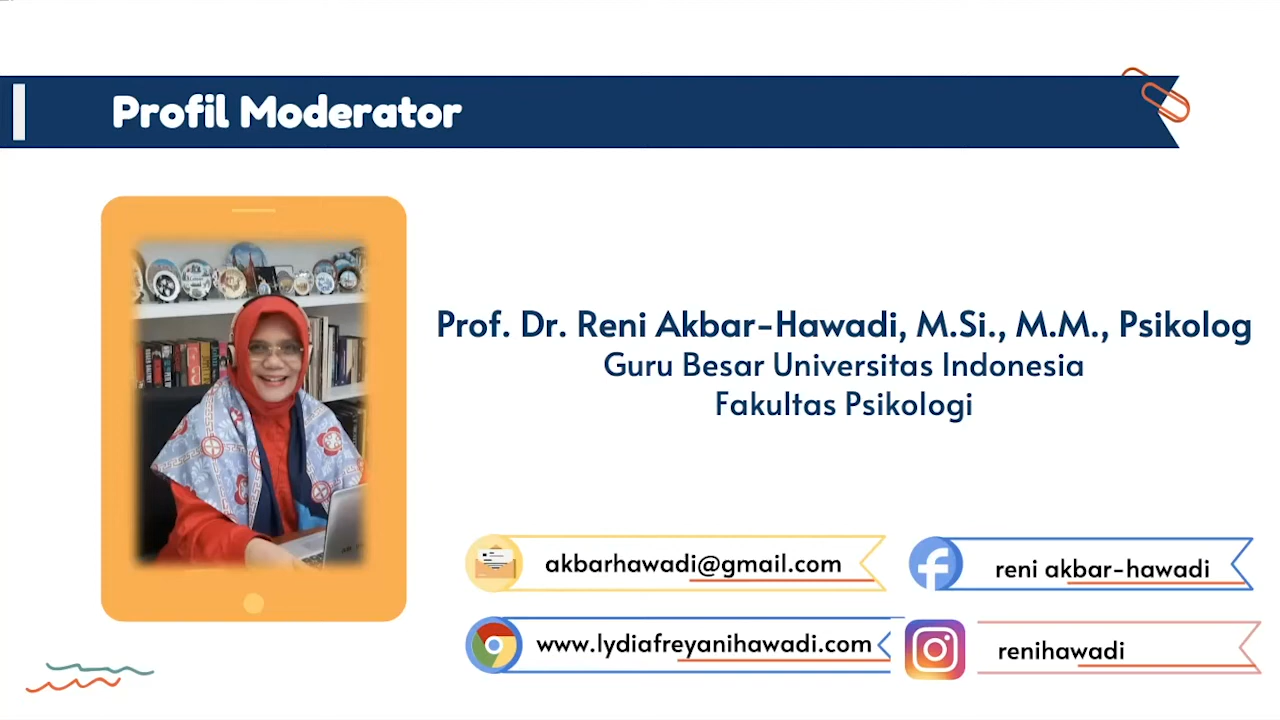 Profil Moderator
Prof. Dr. Reni Akbar-Hawadi, M.Si., M.M., Psikolog
Guru Besar Universitas Indonesia
Fakultas Psikologi
akbarhawadi@gmail.com
reni akbar-hawadi
www.lydiafreyanihawadi.com
renihawadi